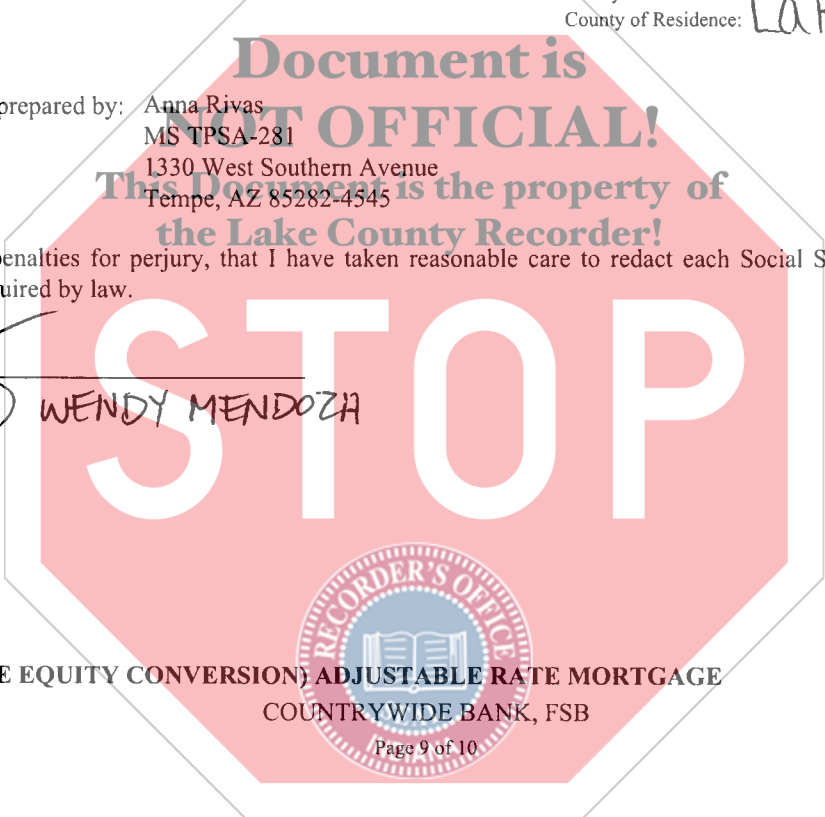 County of Residence: La
Document is
prepared by: Anna Rivas
NOT OFFICIAL!
MS TPSA-281
1330 West Southern Avenue
This Document is the property of
Tempe, AZ 85282-4545
the Lake County Recorder!
penalties for perjury, that I have taken reasonable care to redact each Social S
uired by law.
STOP
WENDY MENDOZA
RECORDER'S OFFICE
E EQUITY CONVERSION) ADJUSTABLE RATE MORTGAGE
COUNTRYWIDE BANK, FSB
Page 9 of 10